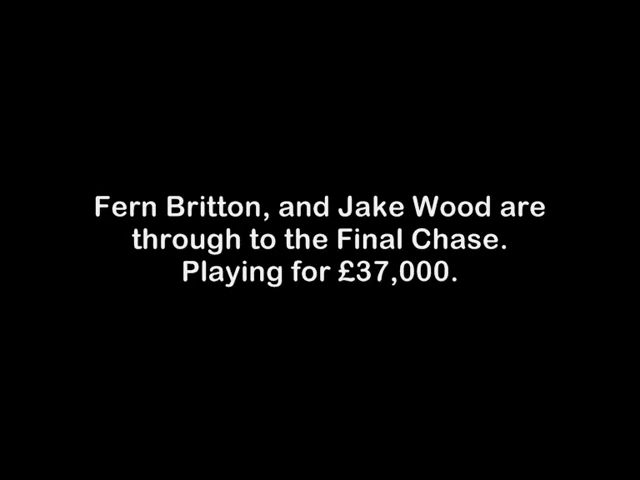 Fern Britton, and Jake Wood are
through to the Final Chase.
Playing for £37,000.